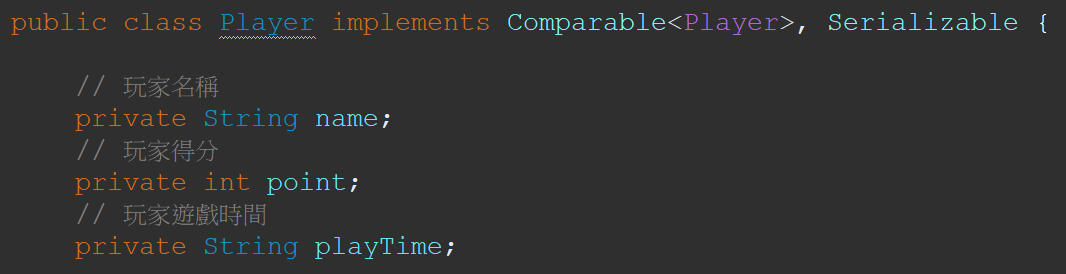 public class Player implements Comparable<Player>, Serializable {
// 玩家名稱
private String name;
// 玩家得分
private int point;
// 玩家遊戲時間
private String playTime;